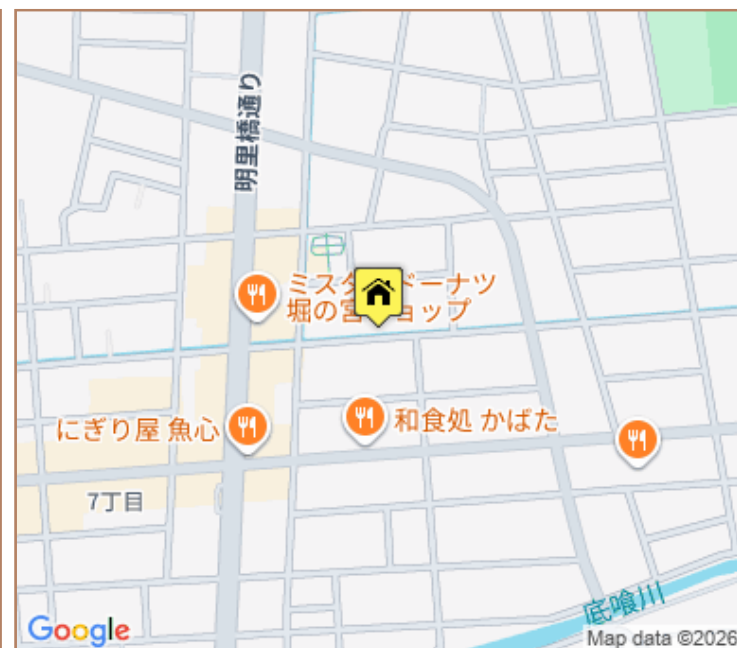 明里橋通り
ミスタードーナツ
堀の宮ショップ
にぎり屋 魚心
和食処 かばた
7丁目
底喰川
Google
Map data ©2026